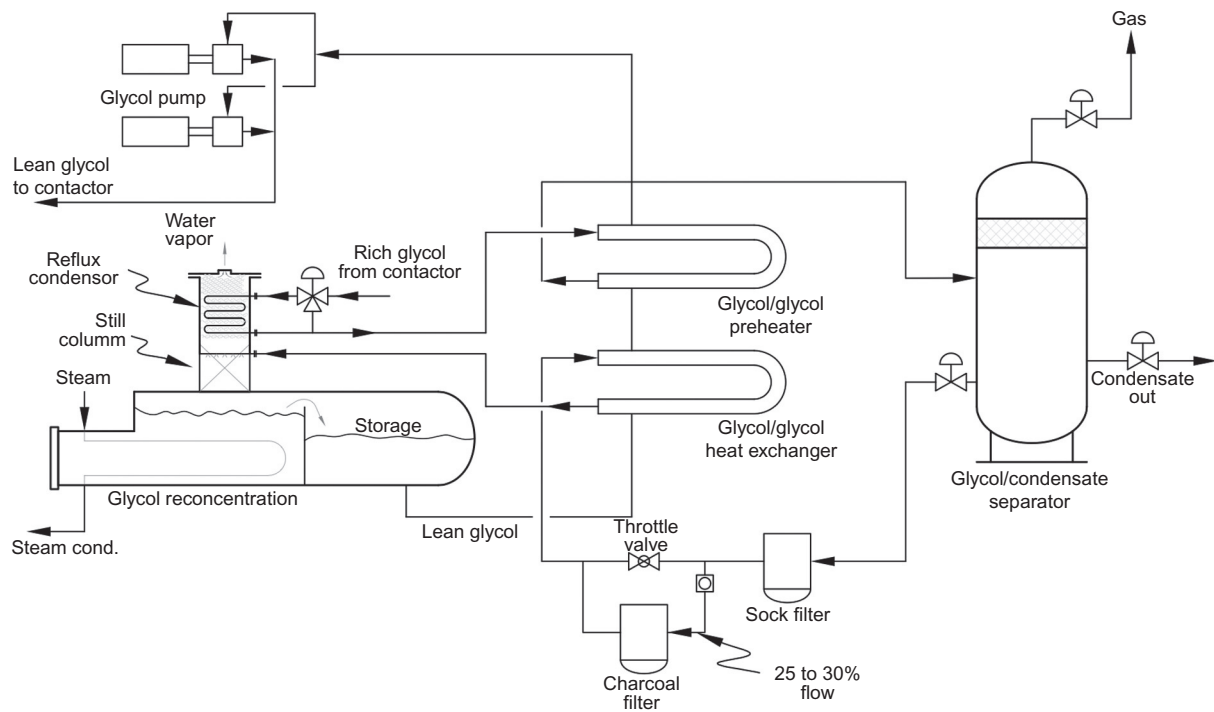 Gas
Glycol pump
Lean glycol
to contactor
Water
vapor
Reflux
condensor
Rich glycol
from contactor
Still
columm
Glycol/glycol
preheater
Steam
Condensate
out
Storage
Glycol/glycol
heat exchanger
Glycol reconcentration
Glycol/condensate
separator
Lean glycol
Throttle
valve
Steam cond.
Sock filter
25 to 30%
flow
Charcoal
filter